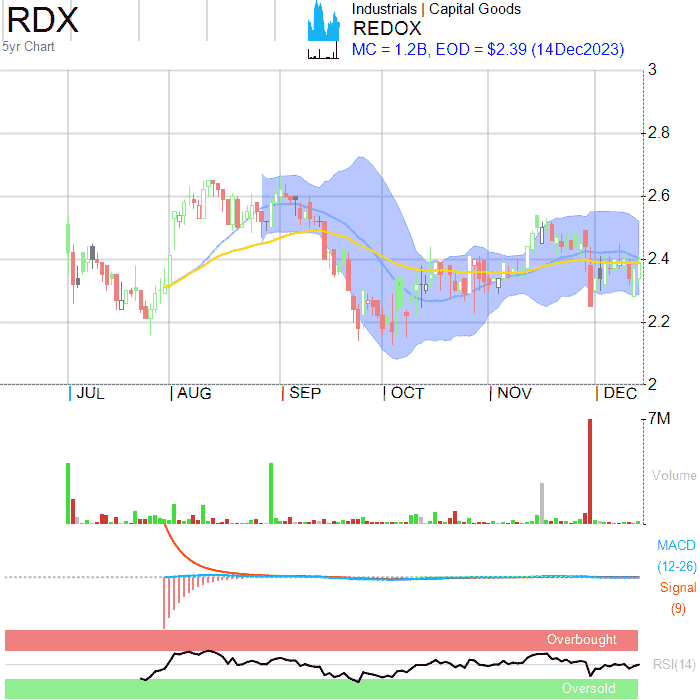 RDX
5yr Chart
Industrials | Capital Goods
REDOX
MC = 1.2B, EOD = $2.39 (14Dec2023)
3
2.8
2.6
2.4
2.2
2
JUL AUG SEP OCT NOV DEC
7M
Volume
MACD
(12-26)
Signal
(9)
Overbought
RSI(14)
Oversold